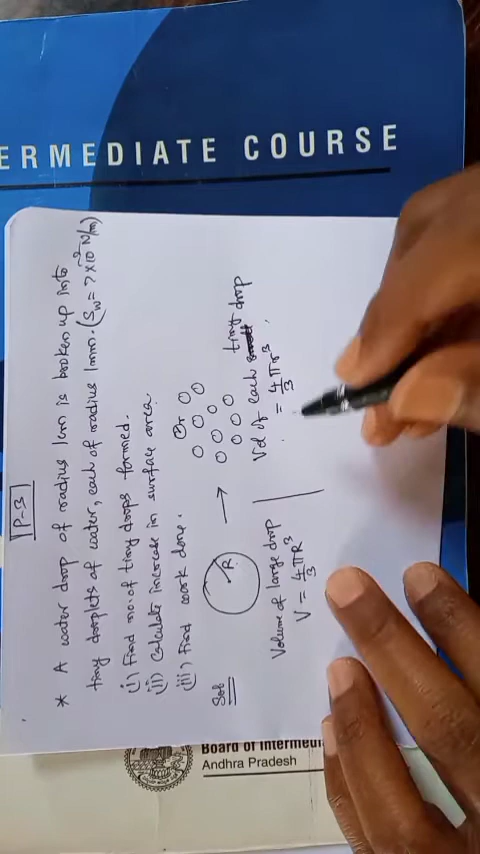 ERMEDIATE COURSE
P-3
* A water drop of radius 1cm is broken up into
tiny droplets of water, each of radius 1mm. (Sw = 7×10⁻² N/m)
(i) Find no. of tiny drops formed.
(ii) Calculate increase in surface area.
(iii) Find work done.
Sol
R
r
Volume of large drop
V = 4/3 πR³
Vol of each tiny drop
= 4/3 πr³.
Board of Intermedi
Andhra Pradesh